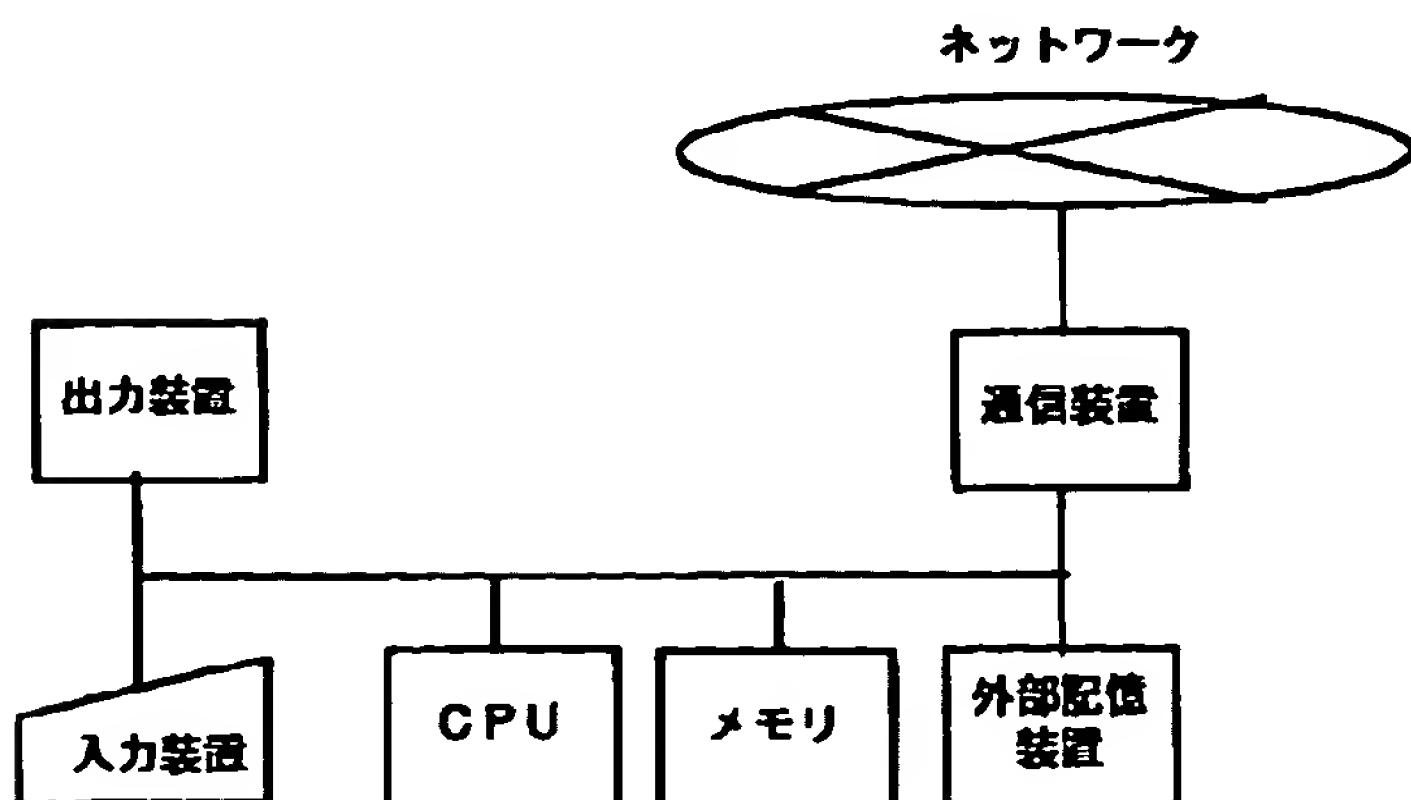 ネットワーク
出力装置
通信装置
入力装置
CPU
メモリ
外部記憶
装置